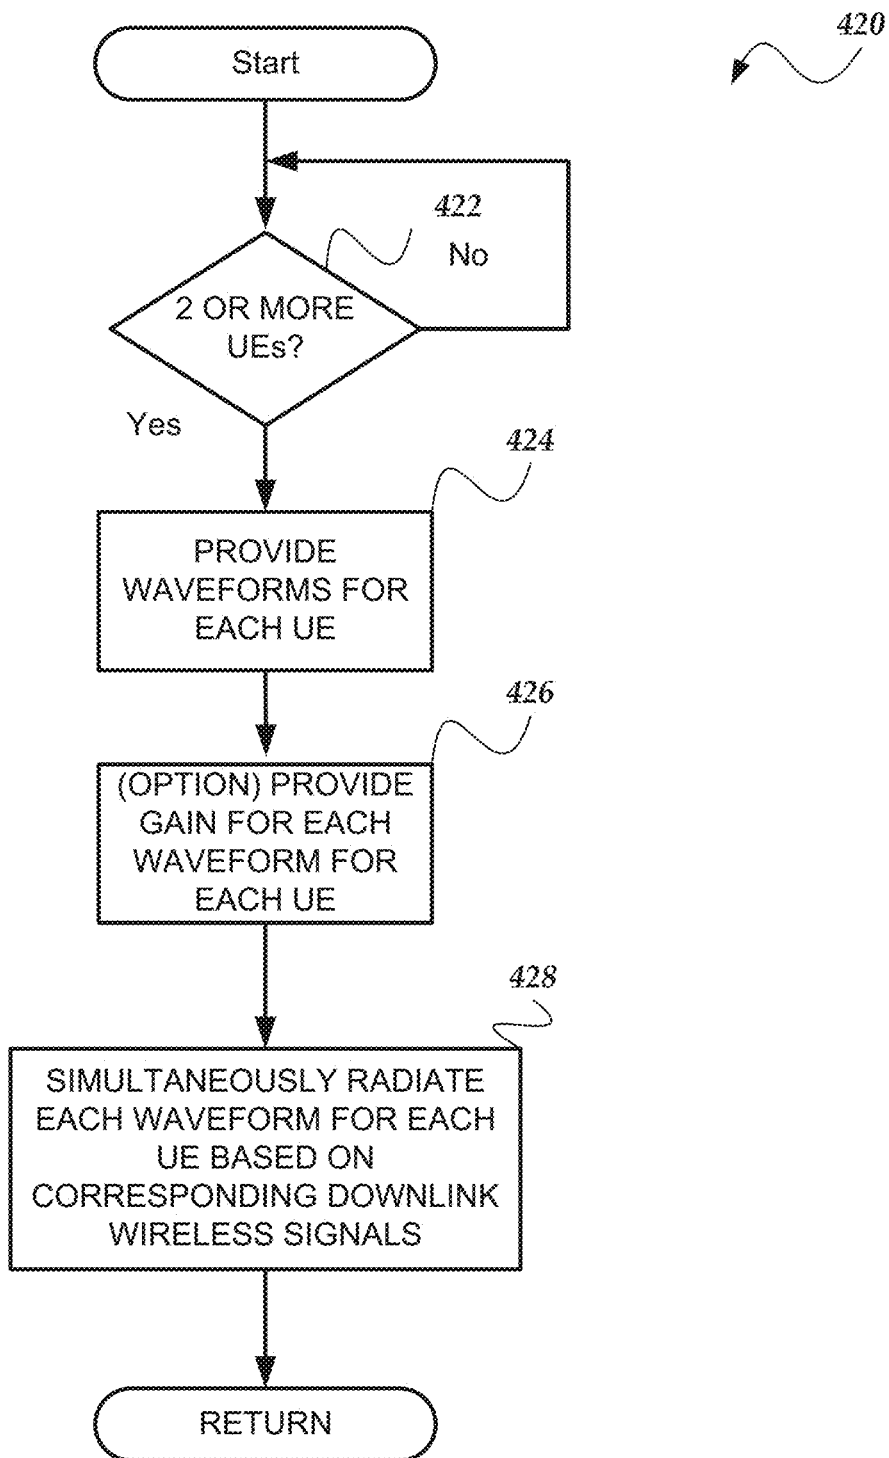 420
Start
422
No
2 OR MORE
UEs?
Yes
424
PROVIDE
WAVEFORMS FOR
EACH UE
426
(OPTION) PROVIDE
GAIN FOR EACH
WAVEFORM FOR
EACH UE
428
SIMULTANEOUSLY RADIATE
EACH WAVEFORM FOR EACH
UE BASED ON
CORRESPONDING DOWNLINK
WIRELESS SIGNALS
RETURN